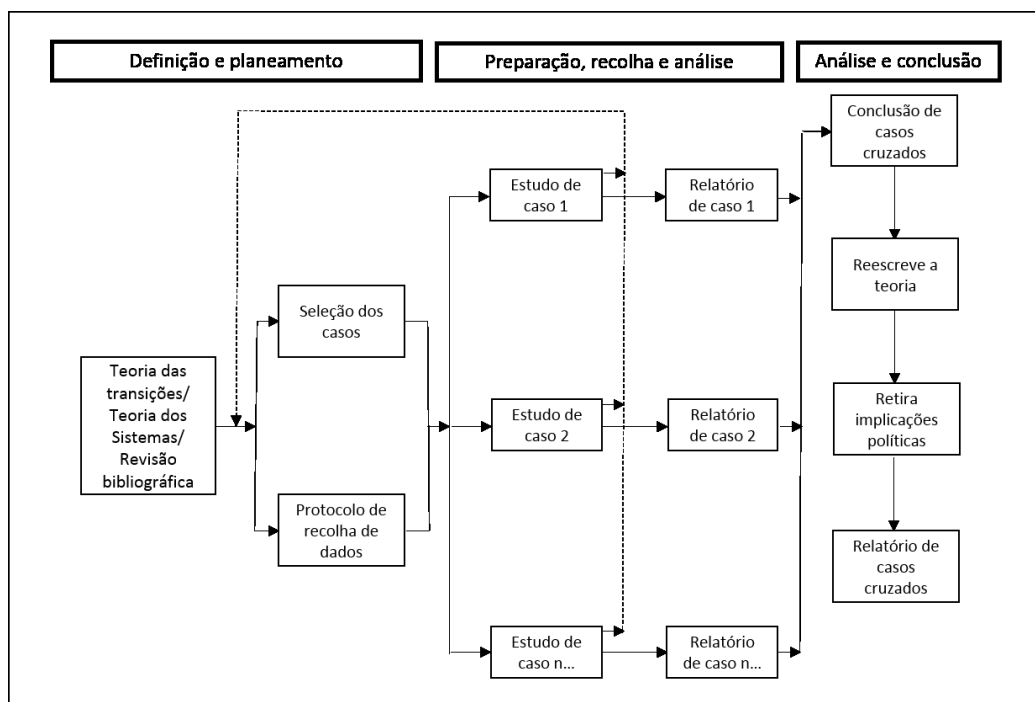 Definição e planeamento
Preparação, recolha e análise
Análise e conclusão
Teoria das
transições/
Teoria dos
Sistemas/
Revisão
bibliográfica
Seleção dos
casos
Protocolo de
recolha de
dados
Estudo de
caso 1
Relatório
de caso 1
Estudo de
caso 2
Relatório
de caso 2
Estudo de
caso n...
Relatório
de caso n...
Conclusão de
casos
cruzados
Reescreve a
teoria
Retira
implicações
políticas
Relatório de
casos
cruzados